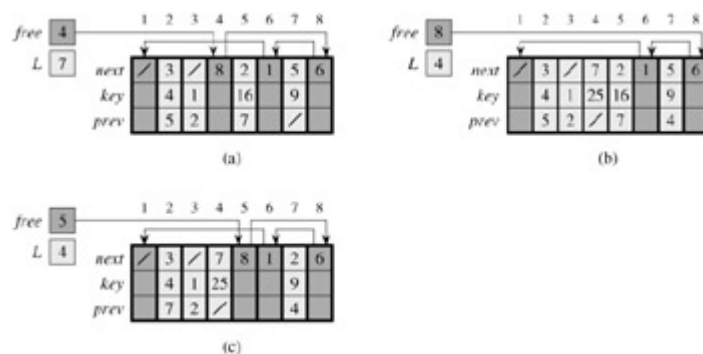 1 2 3 4 5 6 7 8
free 4
L 7
next / 3 / 8 2 1 5 6
key 4 1 16 9
prev 5 2 7 /
(a)
1 2 3 4 5 6 7 8
free 8
L 4
next / 3 / 7 2 1 5 6
key 4 1 25 16 9
prev 5 2 / 7 4
(b)
1 2 3 4 5 6 7 8
free 5
L 4
next / 3 / 7 8 1 2 6
key 4 1 25 9
prev 7 2 / 4
(c)